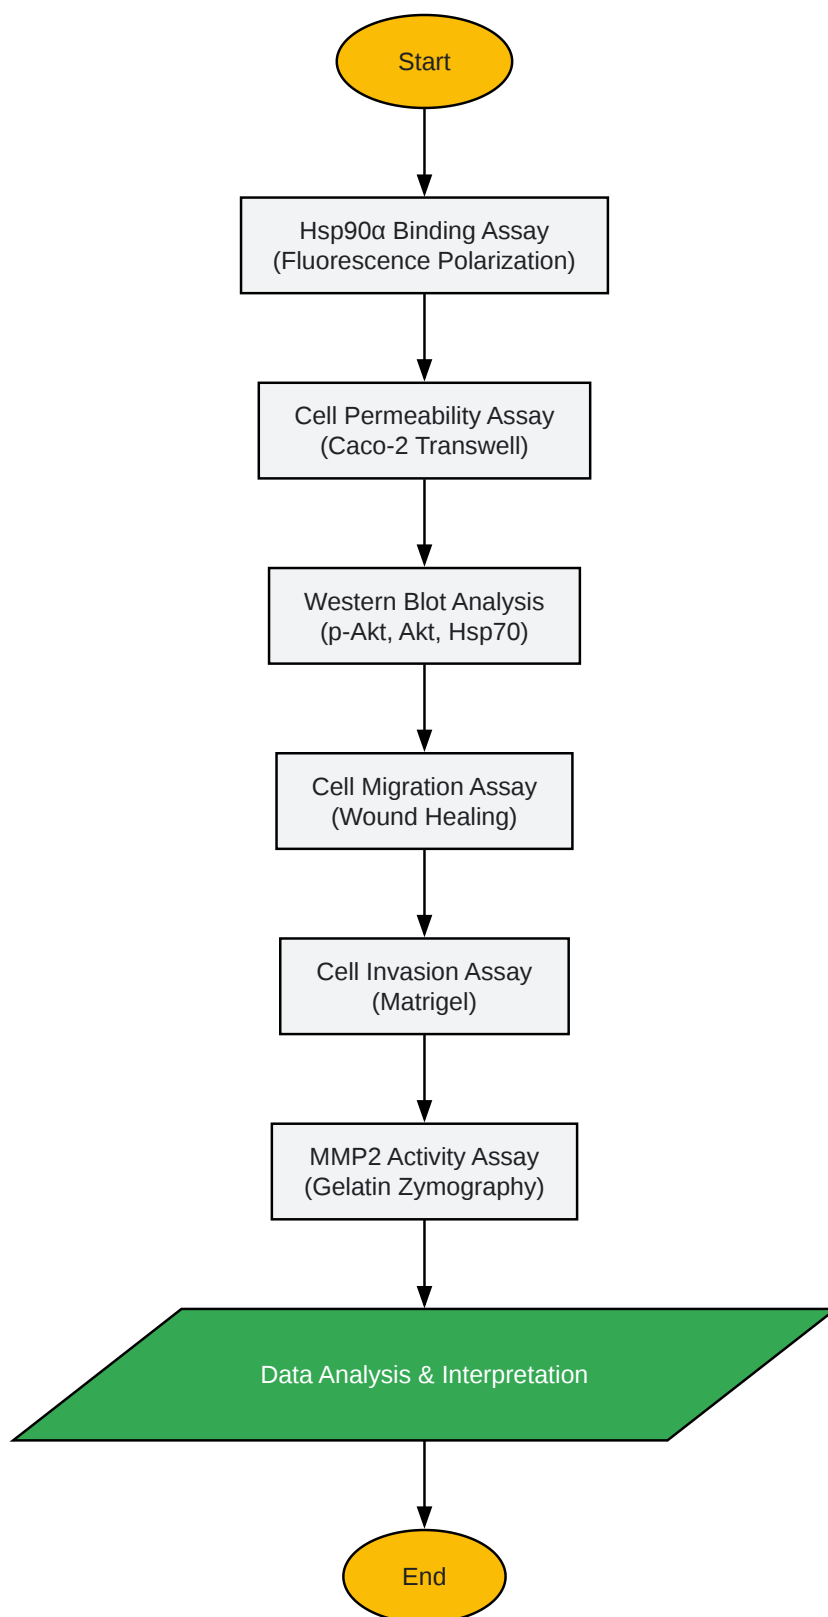 Start
Hsp90α Binding Assay
(Fluorescence Polarization)
Cell Permeability Assay
(Caco-2 Transwell)
Western Blot Analysis
(p-Akt, Akt, Hsp70)
Cell Migration Assay
(Wound Healing)
Cell Invasion Assay
(Matrigel)
MMP2 Activity Assay
(Gelatin Zymography)
Data Analysis & Interpretation
End